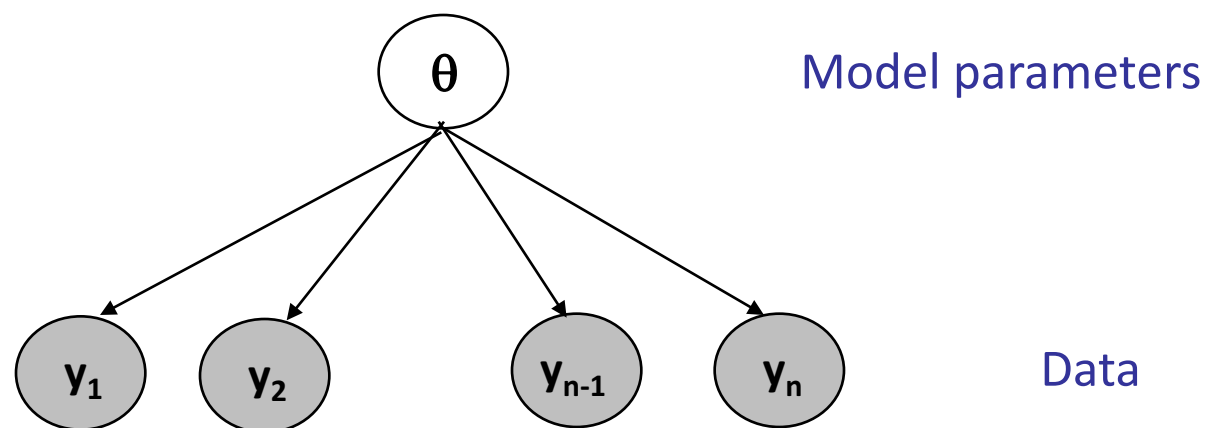 θ
Model parameters
y₁ y₂ yₙ₋₁ yₙ
Data